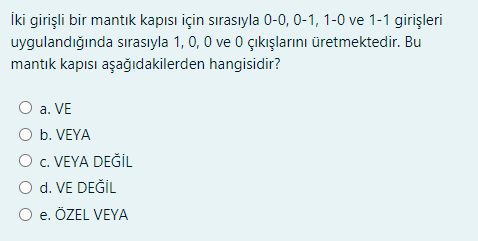 İki girişli bir mantık kapısı için sırasıyla 0-0, 0-1, 1-0 ve 1-1 girişleri
uygulandığında sırasıyla 1, 0, 0 ve 0 çıkışlarını üretmektedir. Bu
mantık kapısı aşağıdakilerden hangisidir?
a. VE
b. VEYA
c. VEYA DEĞİL
d. VE DEĞİL
e. ÖZEL VEYA